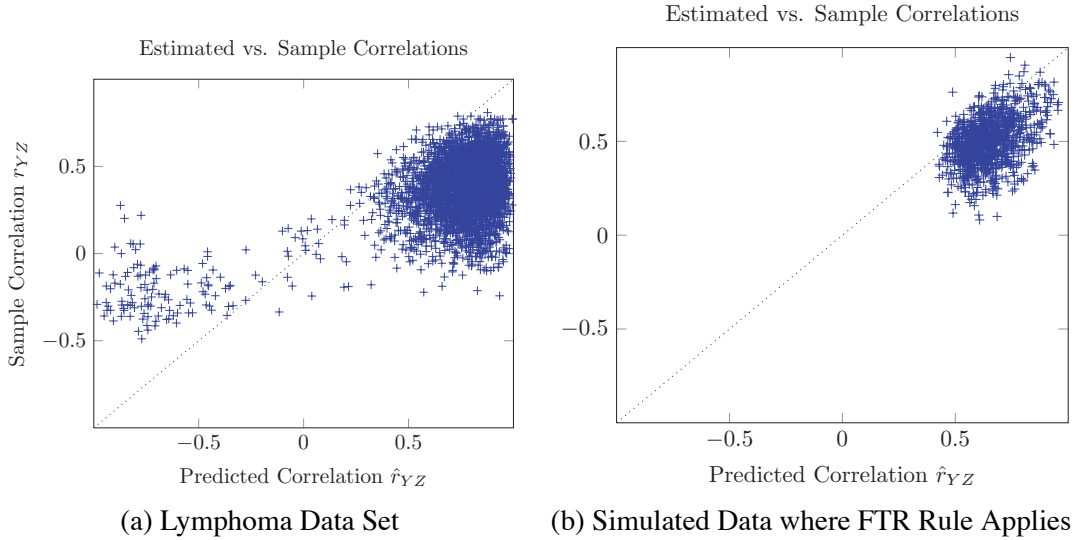 Estimated vs. Sample Correlations
0.5
0
−0.5
Sample Correlation r_YZ
−0.5 0 0.5
Predicted Correlation r̂_YZ
(a) Lymphoma Data Set
Estimated vs. Sample Correlations
0.5
0
−0.5
−0.5 0 0.5
Predicted Correlation r̂_YZ
(b) Simulated Data where FTR Rule Applies